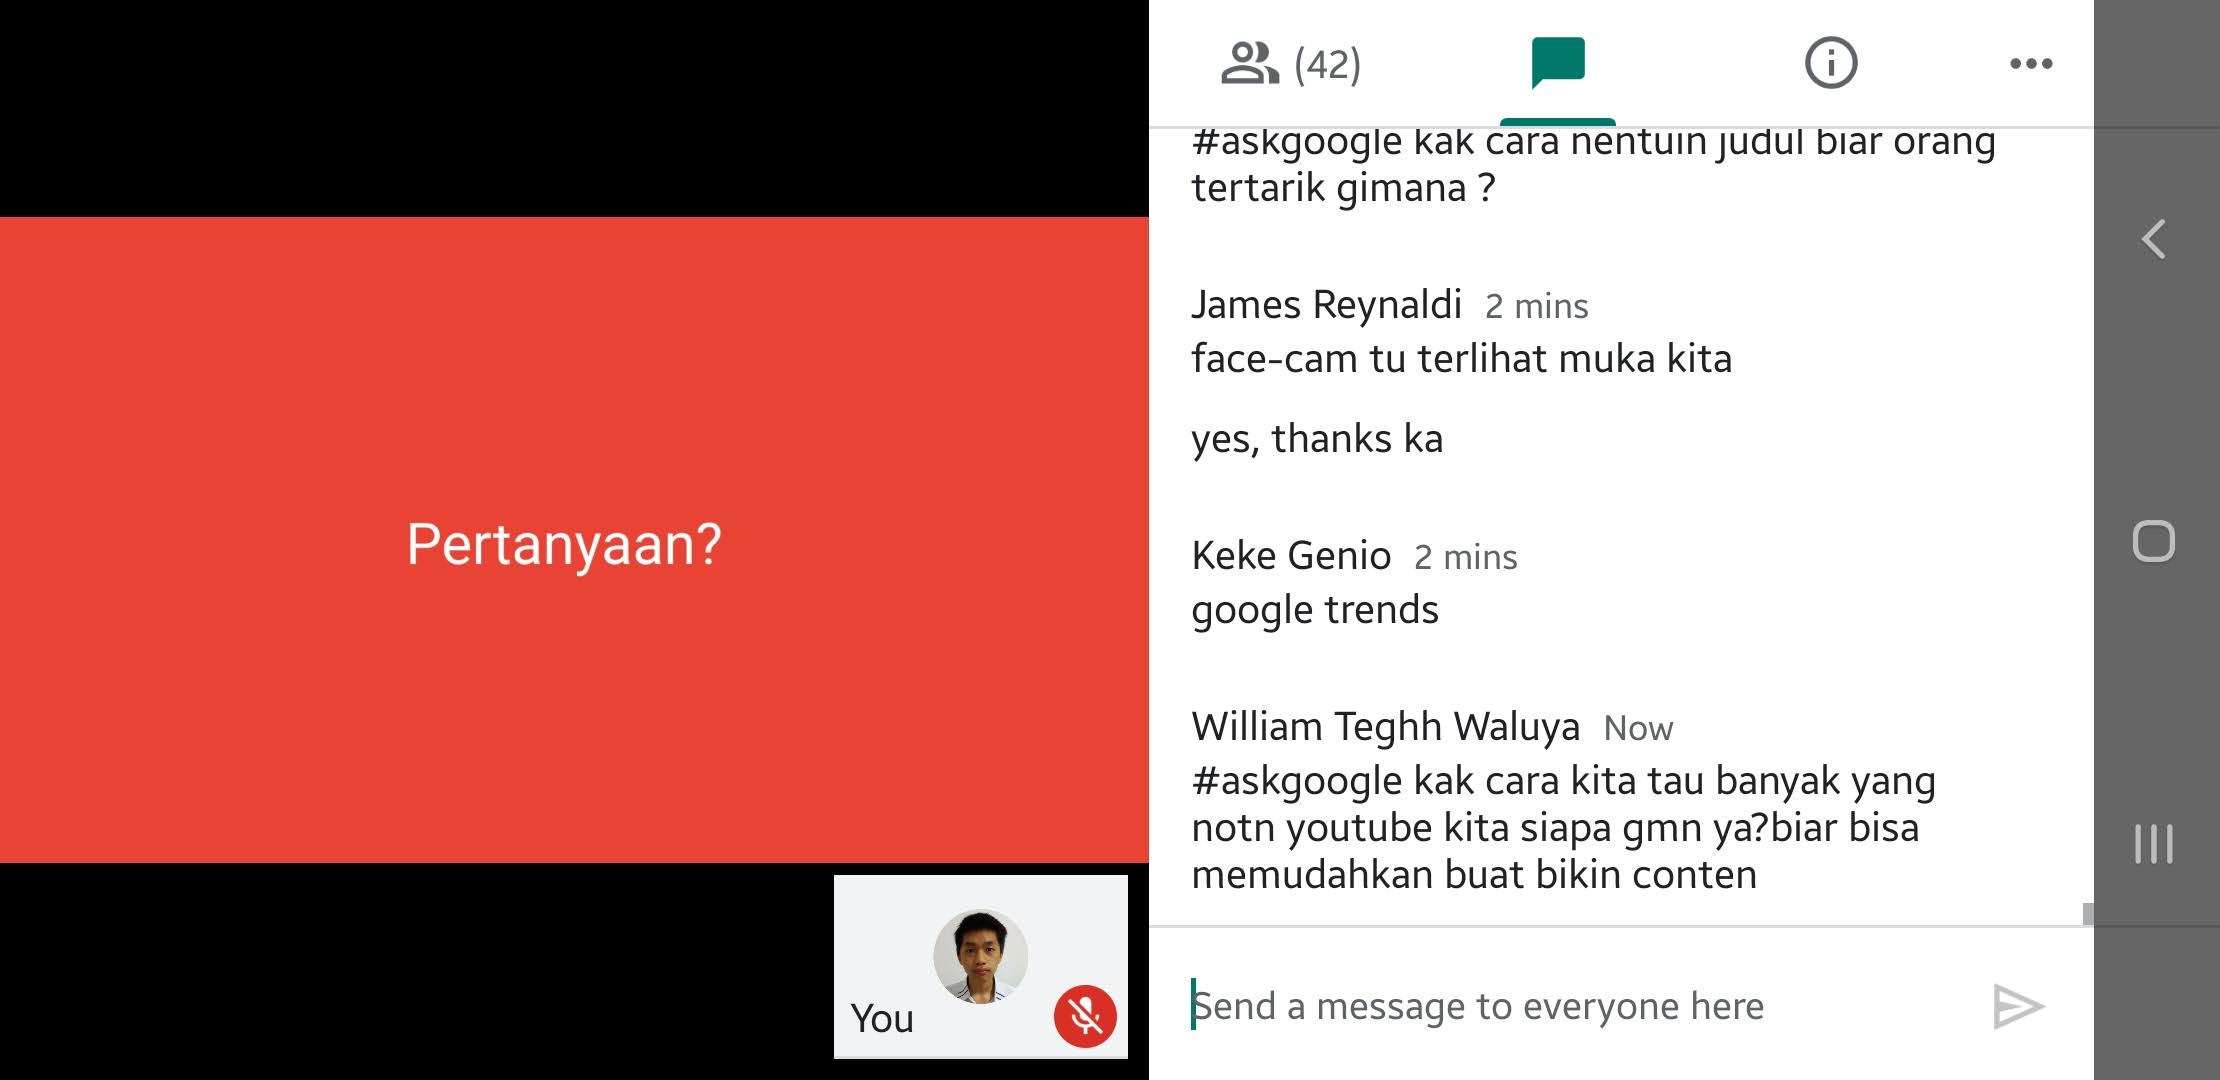 Pertanyaan?
You
(42)
#askgoogle kak cara nentuin judul biar orang
tertarik gimana ?
James Reynaldi 2 mins
face-cam tu terlihat muka kita
yes, thanks ka
Keke Genio 2 mins
google trends
William Teghh Waluya Now
#askgoogle kak cara kita tau banyak yang
notn youtube kita siapa gmn ya?biar bisa
memudahkan buat bikin conten
Send a message to everyone here